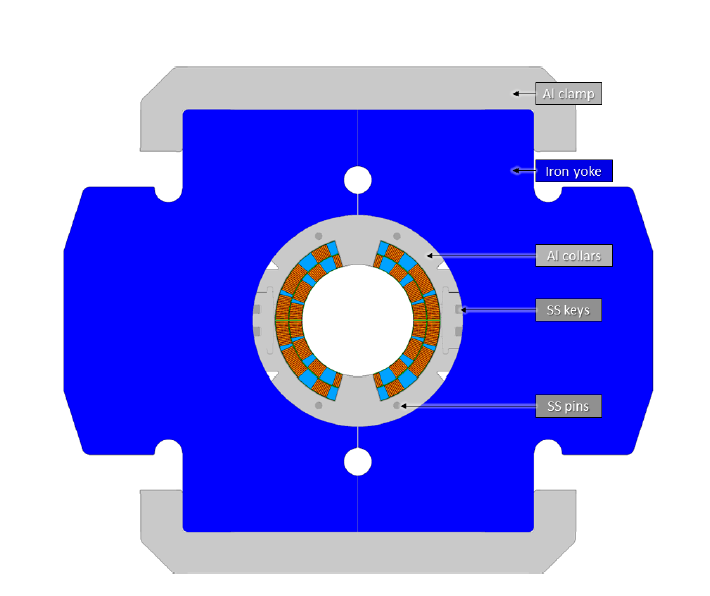 Al clamp
Iron yoke
Al collars
SS keys
SS pins